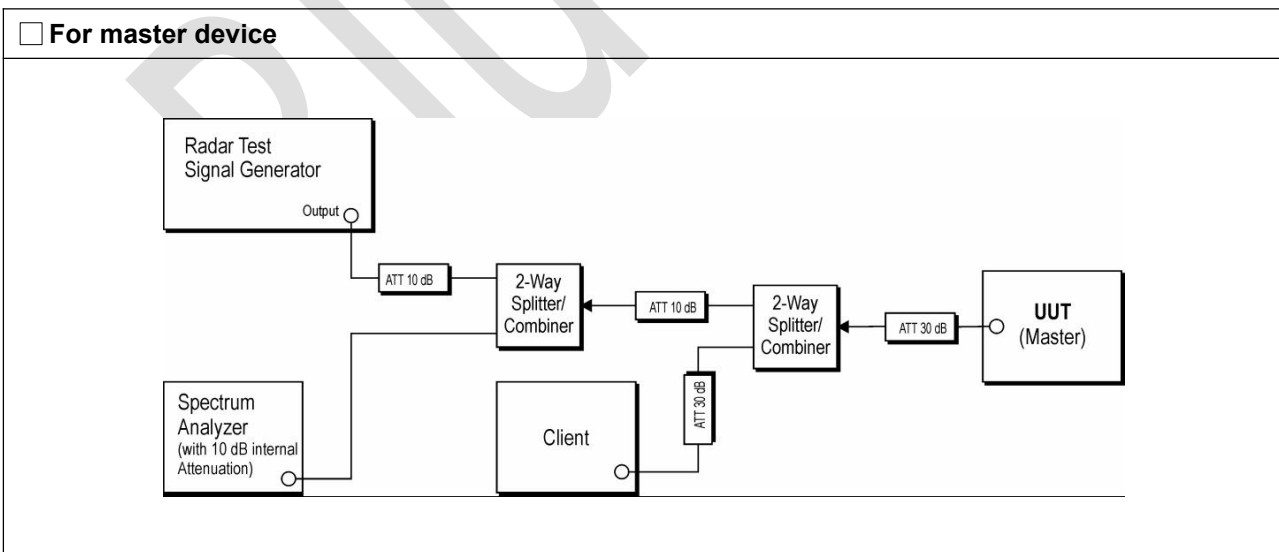 ☐ For master device
Radar Test
Signal Generator
Output
ATT 10 dB
2-Way
Splitter/
Combiner
ATT 10 dB
2-Way
Splitter/
Combiner
ATT 30 dB
UUT
(Master)
Spectrum
Analyzer
(with 10 dB internal
Attenuation)
Client
ATT 30 dB